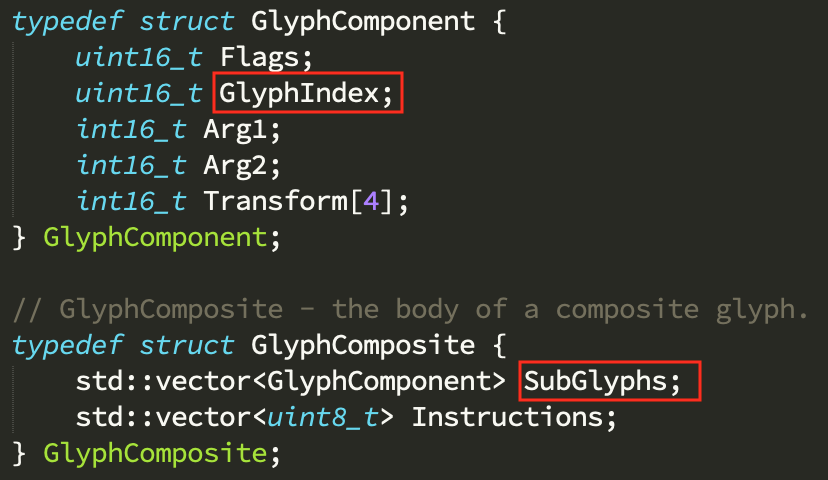 typedef struct GlyphComponent {
    uint16_t Flags;
    uint16_t GlyphIndex;
    int16_t Arg1;
    int16_t Arg2;
    int16_t Transform[4];
} GlyphComponent;

// GlyphComposite - the body of a composite glyph.
typedef struct GlyphComposite {
    std::vector<GlyphComponent> SubGlyphs;
    std::vector<uint8_t> Instructions;
} GlyphComposite;